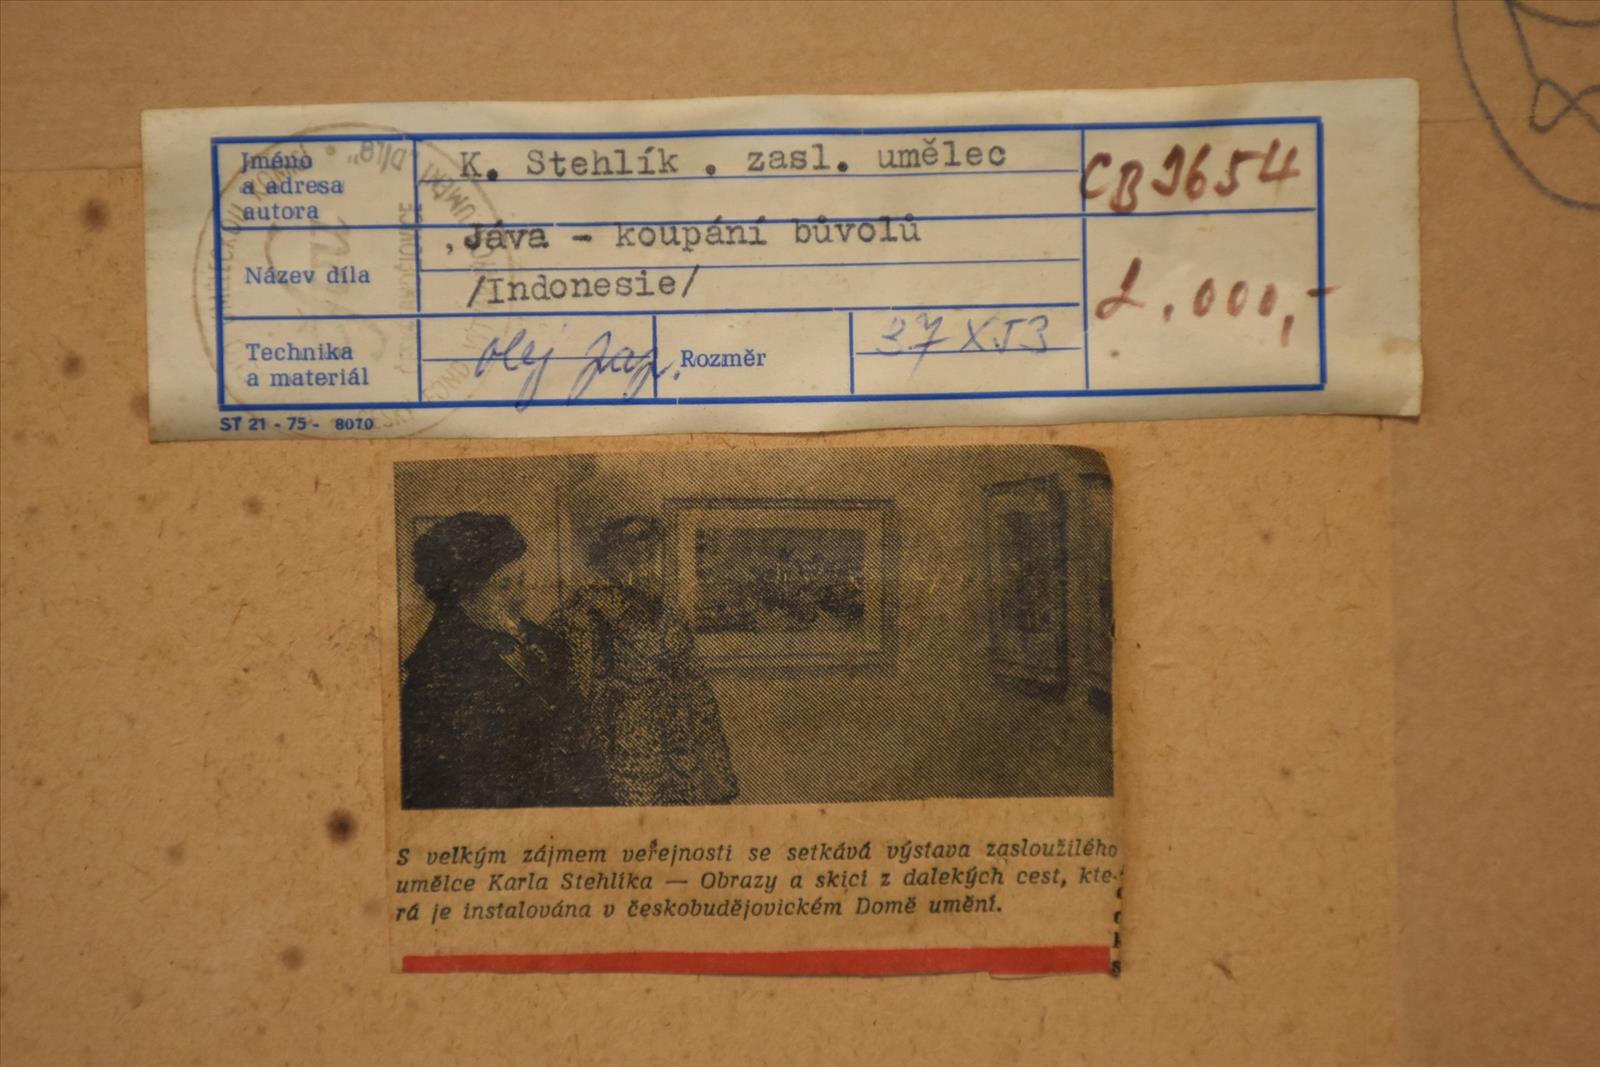 Jméno
a adresa
autora
K. Stehlík . zasl. umělec
CB 9654
Název díla
Jáva - koupání bůvolů
/Indonesie/
2.000,-
Technika
a materiál
olej
Rozměr
37 X 53
ST 21 - 75 - 8070
S velkým zájmem veřejnosti se setkává výstava zasloužilého
umělce Karla Stehlíka — Obrazy a skici z dalekých cest, kte-
rá je instalována v českobudějovickém Domě umění.